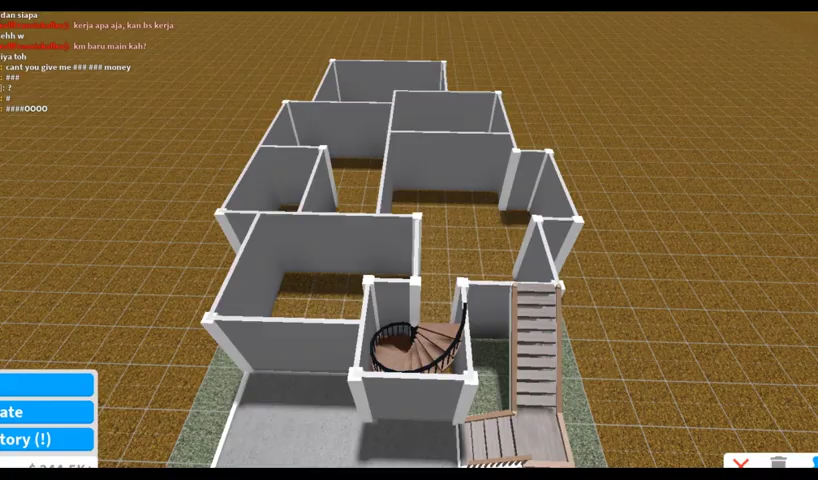 dan siapa
kerja apa aja, kan bs kerja
ehh w
km baru main kah?
iya toh
: cant you give me ### ### money
: ###
]: ?
: #
: ####OOOO
ate
tory (!)